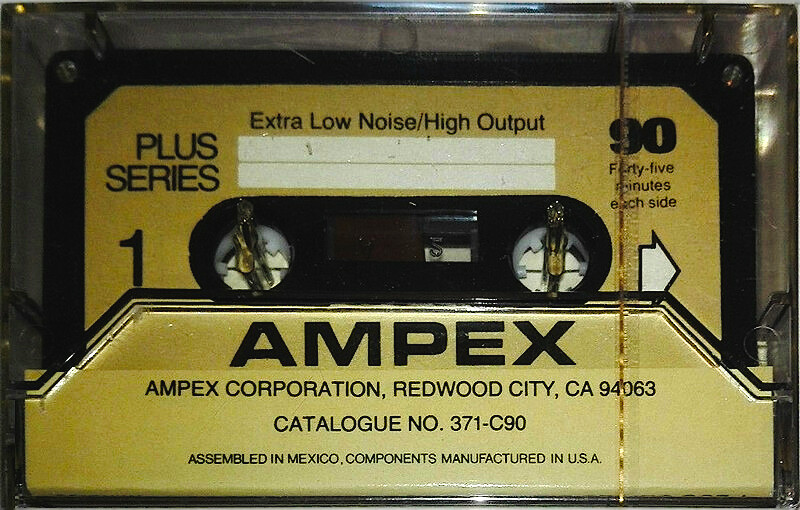 Extra Low Noise/High Output
PLUS
SERIES
90
Forty-five
minutes
each side
1
AMPEX
AMPEX CORPORATION, REDWOOD CITY, CA 94063
CATALOGUE NO. 371-C90
ASSEMBLED IN MEXICO, COMPONENTS MANUFACTURED IN U.S.A.